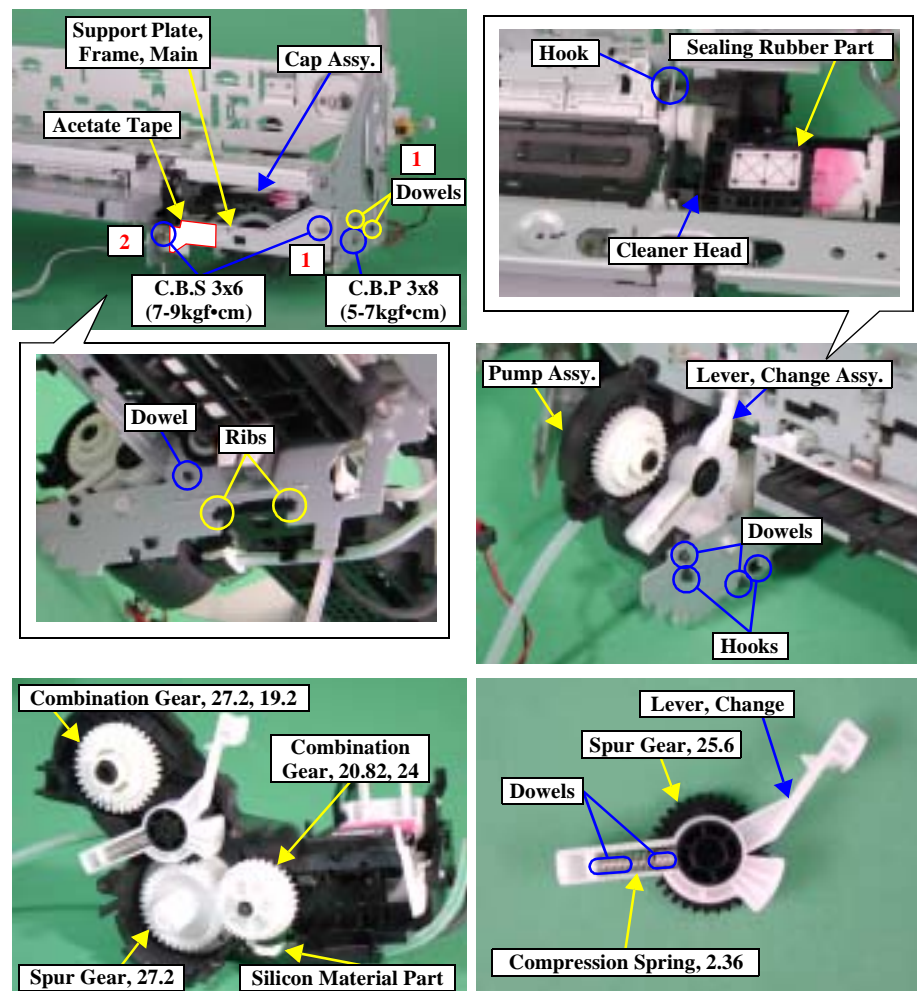 Support Plate,
Frame, Main
Cap Assy.
Acetate Tape
1
Dowels
2
1
C.B.S 3x6
(7-9kgf•cm)
C.B.P 3x8
(5-7kgf•cm)
Hook
Sealing Rubber Part
Cleaner Head
Dowel
Ribs
Pump Assy.
Lever, Change Assy.
Dowels
Hooks
Combination Gear, 27.2, 19.2
Combination
Gear, 20.82, 24
Spur Gear, 27.2
Silicon Material Part
Lever, Change
Spur Gear, 25.6
Dowels
Compression Spring, 2.36